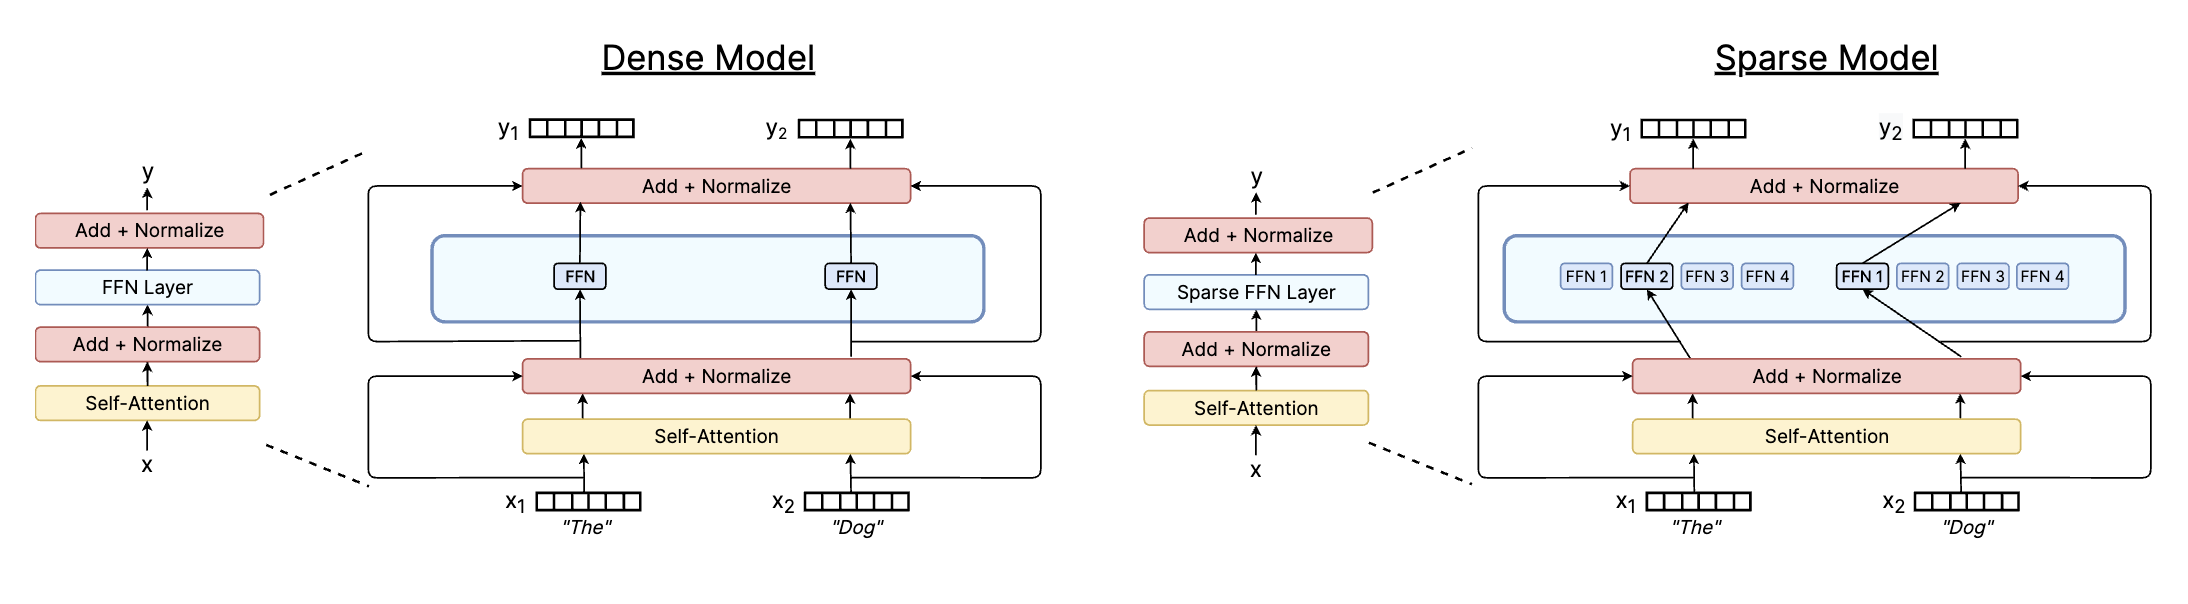 Dense Model
y
Add + Normalize
FFN Layer
Add + Normalize
Self-Attention
x
y1
y2
Add + Normalize
FFN
FFN
Add + Normalize
Self-Attention
x1
x2
"The"
"Dog"
Sparse Model
y
Add + Normalize
Sparse FFN Layer
Add + Normalize
Self-Attention
x
y1
y2
Add + Normalize
FFN 1 FFN 2 FFN 3 FFN 4
FFN 1 FFN 2 FFN 3 FFN 4
Add + Normalize
Self-Attention
x1
x2
"The"
"Dog"